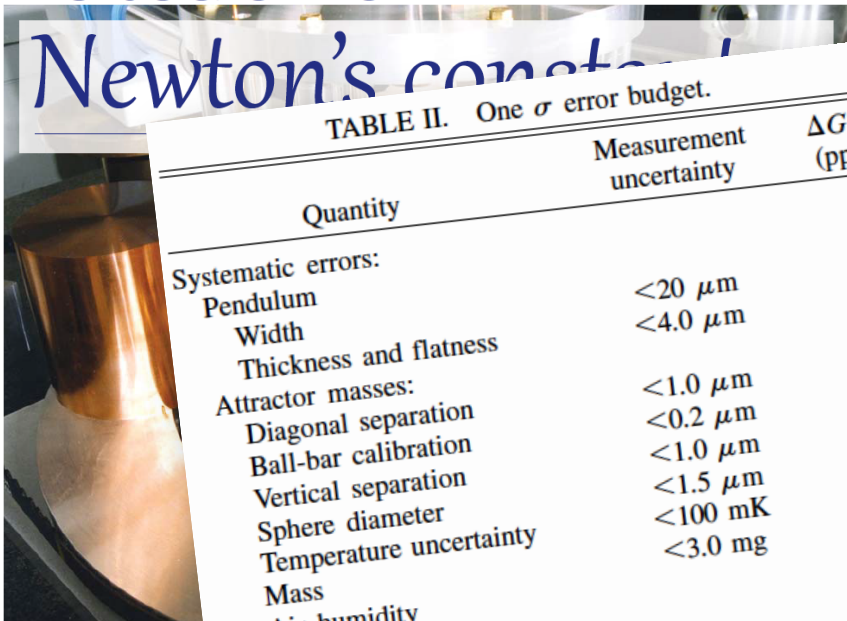 Newton's
TABLE II. One σ error budget.
Quantity Measurement uncertainty ΔG
Systematic errors:
Pendulum
Width <20 μm
Thickness and flatness <4.0 μm
Attractor masses:
Diagonal separation <1.0 μm
Ball-bar calibration <0.2 μm
Vertical separation <1.0 μm
Sphere diameter <1.5 μm
Temperature uncertainty <100 mK
Mass <3.0 mg
humidity